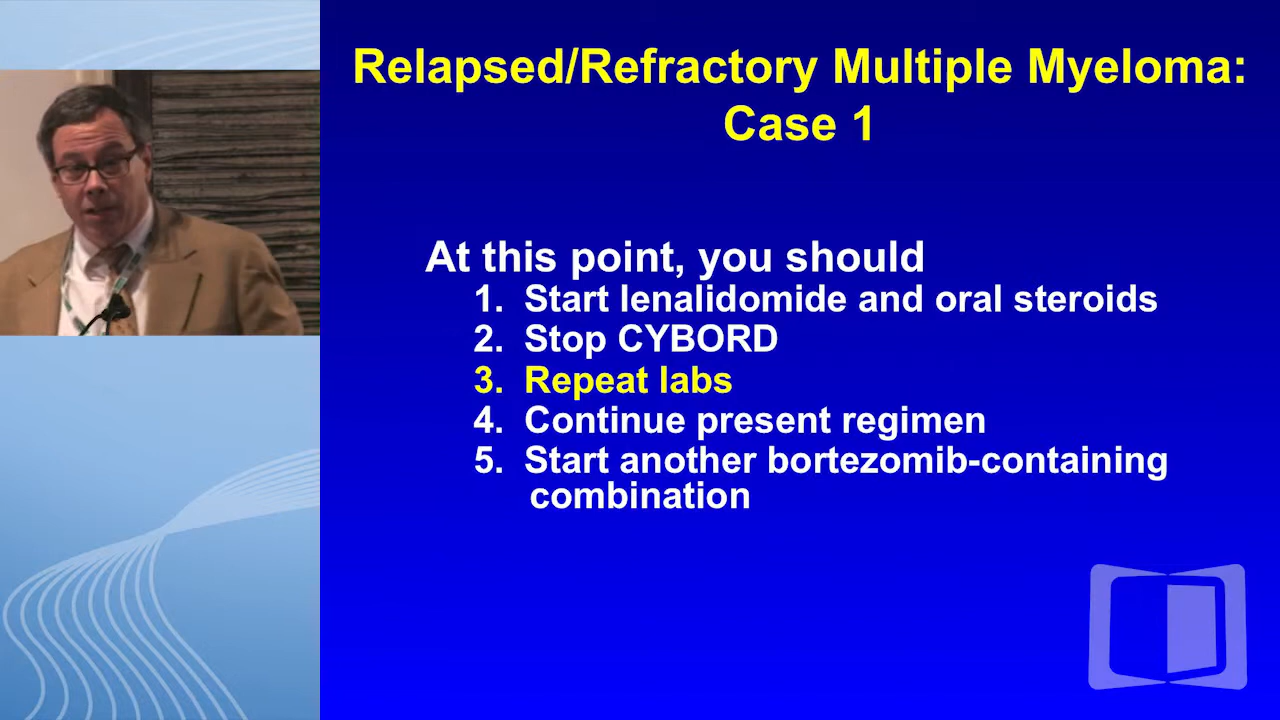 Relapsed/Refractory Multiple Myeloma:
Case 1
At this point, you should
1. Start lenalidomide and oral steroids
2. Stop CYBORD
3. Repeat labs
4. Continue present regimen
5. Start another bortezomib-containing
combination